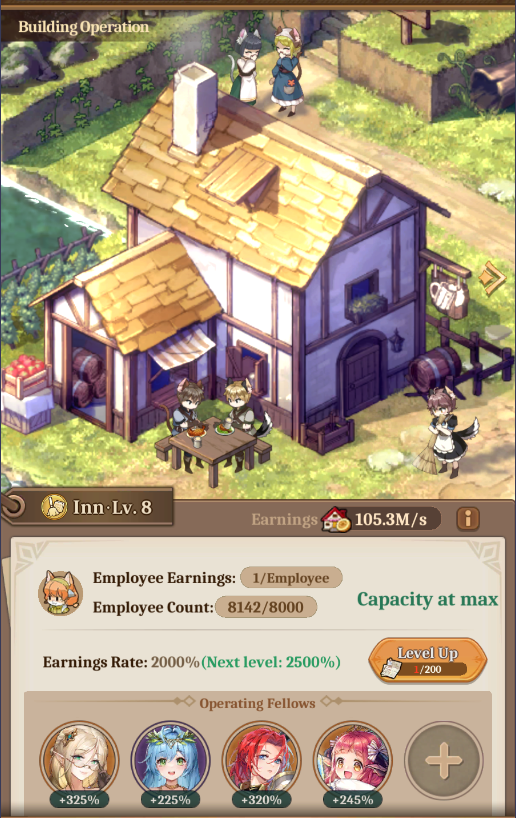 Building Operation
Inn·Lv. 8
Earnings 105.3M/s
Employee Earnings: 1/Employee
Employee Count: 8142/8000
Capacity at max
Earnings Rate: 2000%(Next level: 2500%)
Level Up
1/200
Operating Fellows
+325% +225% +320% +245%